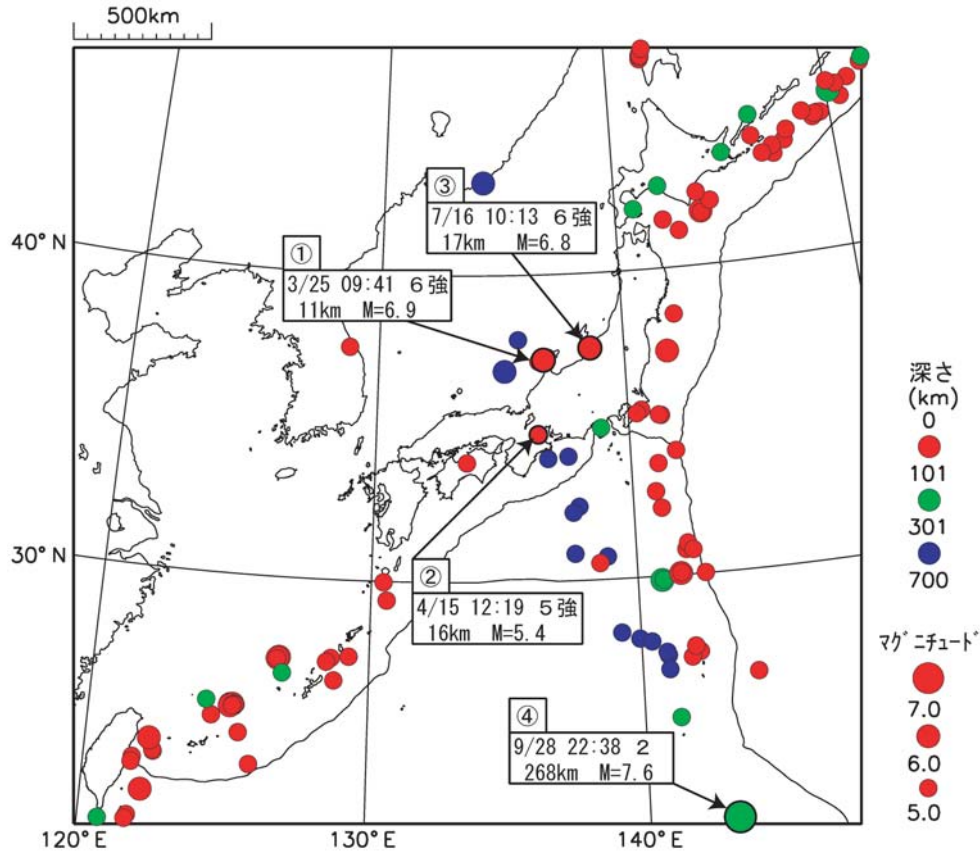 500km
40°N
30°N
120°E
130°E
140°E
①
3/25 09:41 6強
11km M=6.9
②
4/15 12:19 5強
16km M=5.4
③
7/16 10:13 6強
17km M=6.8
④
9/28 22:38 2
268km M=7.6
深さ
(km)
0
101
301
700
マグニチュード
7.0
6.0
5.0